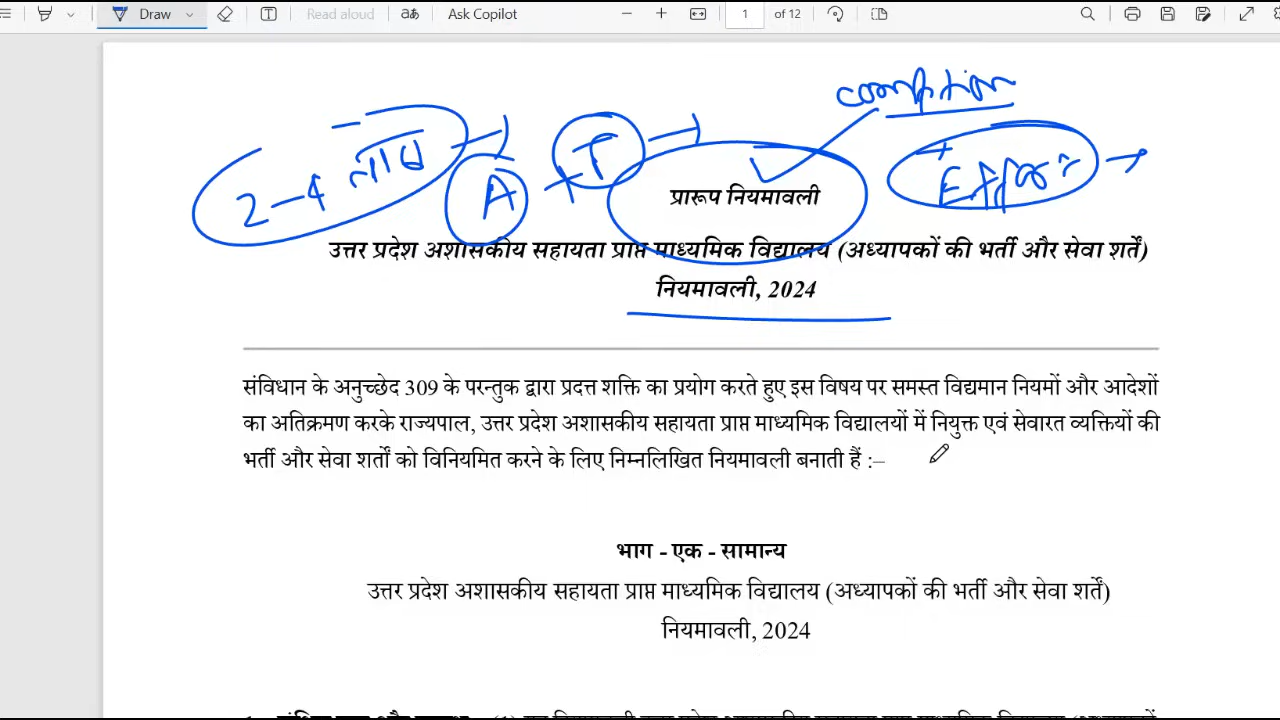 Draw Read aloud aあ Ask Copilot 1 of 12
2-4 लाख A + T
Effort
प्रारूप नियमावली
उत्तर प्रदेश अशासकीय सहायता प्राप्त माध्यमिक विद्यालय (अध्यापकों की भर्ती और सेवा शर्तें)
नियमावली, 2024
संविधान के अनुच्छेद 309 के परन्तुक द्वारा प्रदत्त शक्ति का प्रयोग करते हुए इस विषय पर समस्त विद्यमान नियमों और आदेशों
का अतिक्रमण करके राज्यपाल, उत्तर प्रदेश अशासकीय सहायता प्राप्त माध्यमिक विद्यालयों में नियुक्त एवं सेवारत व्यक्तियों की
भर्ती और सेवा शर्तों को विनियमित करने के लिए निम्नलिखित नियमावली बनाती हैं :–
भाग - एक - सामान्य
उत्तर प्रदेश अशासकीय सहायता प्राप्त माध्यमिक विद्यालय (अध्यापकों की भर्ती और सेवा शर्तें)
नियमावली, 2024